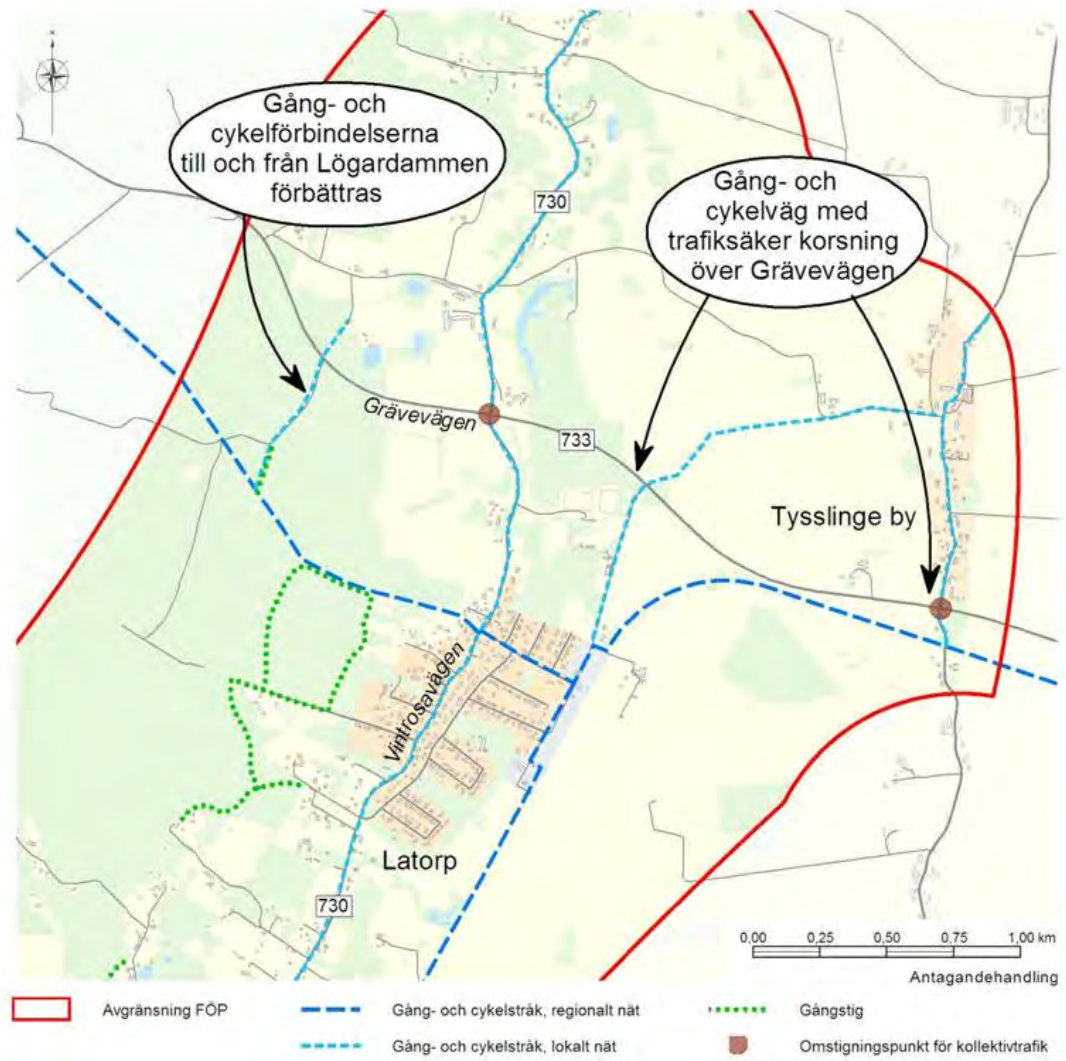 Gång- och
cykelförbindelserna
till och från Lögardammen
förbättras
730
Gång- och
cykelväg med
trafiksäker korsning
över Grävevägen
Grävevägen
733
Tysslinge by
Vintrosavägen
Latorp
730
0,00 0,25 0,50 0,75 1,00 km
Antagandehandling
Avgränsning FÖP
Gång- och cykelstråk, regionalt nät
Gångstig
Gång- och cykelstråk, lokalt nät
Omstigningspunkt för kollektivtrafik